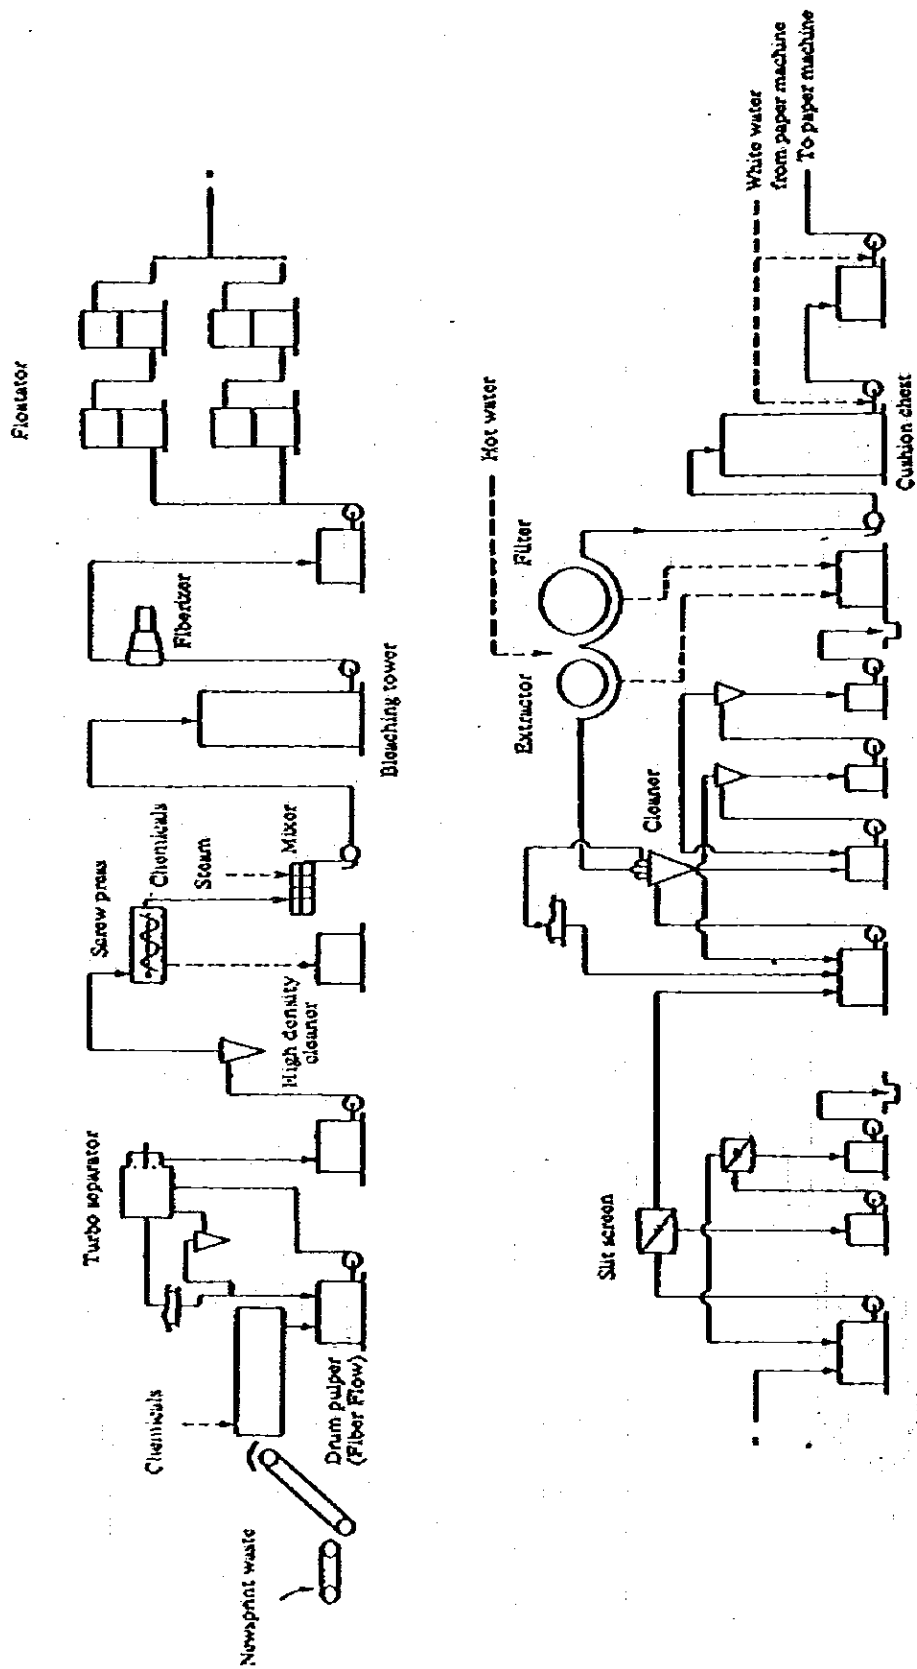 Newsprint waste
Chemicals
Drum pulper
(Fiber Flow)
Turbo separator
High density
cleaner
Screw press
Chemicals
Steam
Mixer
Bleaching tower
Fiberizer
Floatator
Slit screen
Cleaner
Extractor
Filter
Hot water
Cushion chest
White water
from paper machine
To paper machine